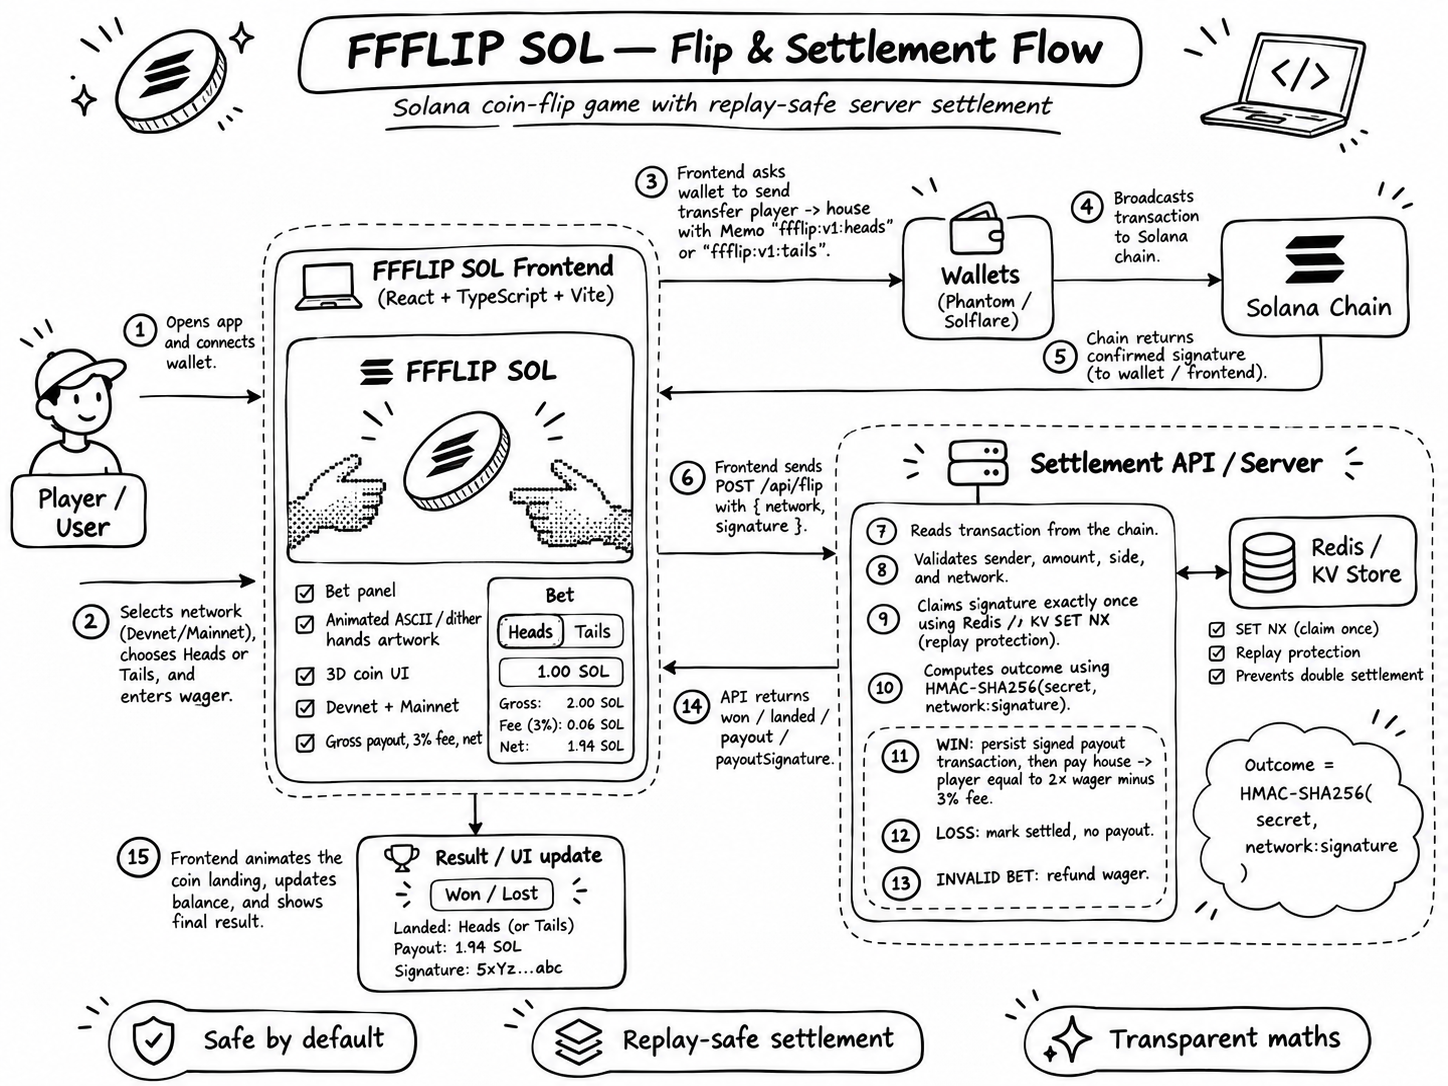 FFFLIP SOL — Flip & Settlement Flow
Solana coin-flip game with replay-safe server settlement
</>
1
Opens app
and connects
wallet.
Player /
User
2
Selects network
(Devnet/Mainnet),
chooses Heads or
Tails, and
enters wager.
FFFLIP SOL Frontend
(React + TypeScript + Vite)
FFFLIP SOL
Bet panel
Animated ASCII/dither
hands artwork
3D coin UI
Devnet + Mainnet
Gross payout, 3% fee, net
Bet
Heads
Tails
1.00 SOL
Gross: 2.00 SOL
Fee (3%): 0.06 SOL
Net: 1.94 SOL
3
Frontend asks
wallet to send
transfer player -> house
with Memo "ffflip:v1:heads"
or "ffflip:v1:tails".
Wallets
(Phantom /
Solflare)
4
Broadcasts
transaction
to Solana
chain.
Solana Chain
5
Chain returns
confirmed signature
(to wallet / frontend).
6
Frontend sends
POST /api/flip
with { network,
signature }.
Settlement API / Server
7
Reads transaction from the chain.
8
Validates sender, amount, side,
and network.
9
Claims signature exactly once
using Redis // KV SET NX
(replay protection).
10
Computes outcome using
HMAC-SHA256(secret,
network:signature).
11
WIN: persist signed payout
transaction, then pay house ->
player equal to 2x wager minus
3% fee.
12
LOSS: mark settled, no payout.
13
INVALID BET: refund wager.
Redis /
KV Store
SET NX (claim once)
Replay protection
Prevents double settlement
Outcome =
HMAC-SHA256(
secret,
network:signature
)
14
API returns
won / landed /
payout /
payoutSignature.
15
Frontend animates the
coin landing, updates
balance, and shows
final result.
Result / UI update
Won / Lost
Landed: Heads (or Tails)
Payout: 1.94 SOL
Signature: 5xYz...abc
Safe by default
Replay-safe settlement
Transparent maths